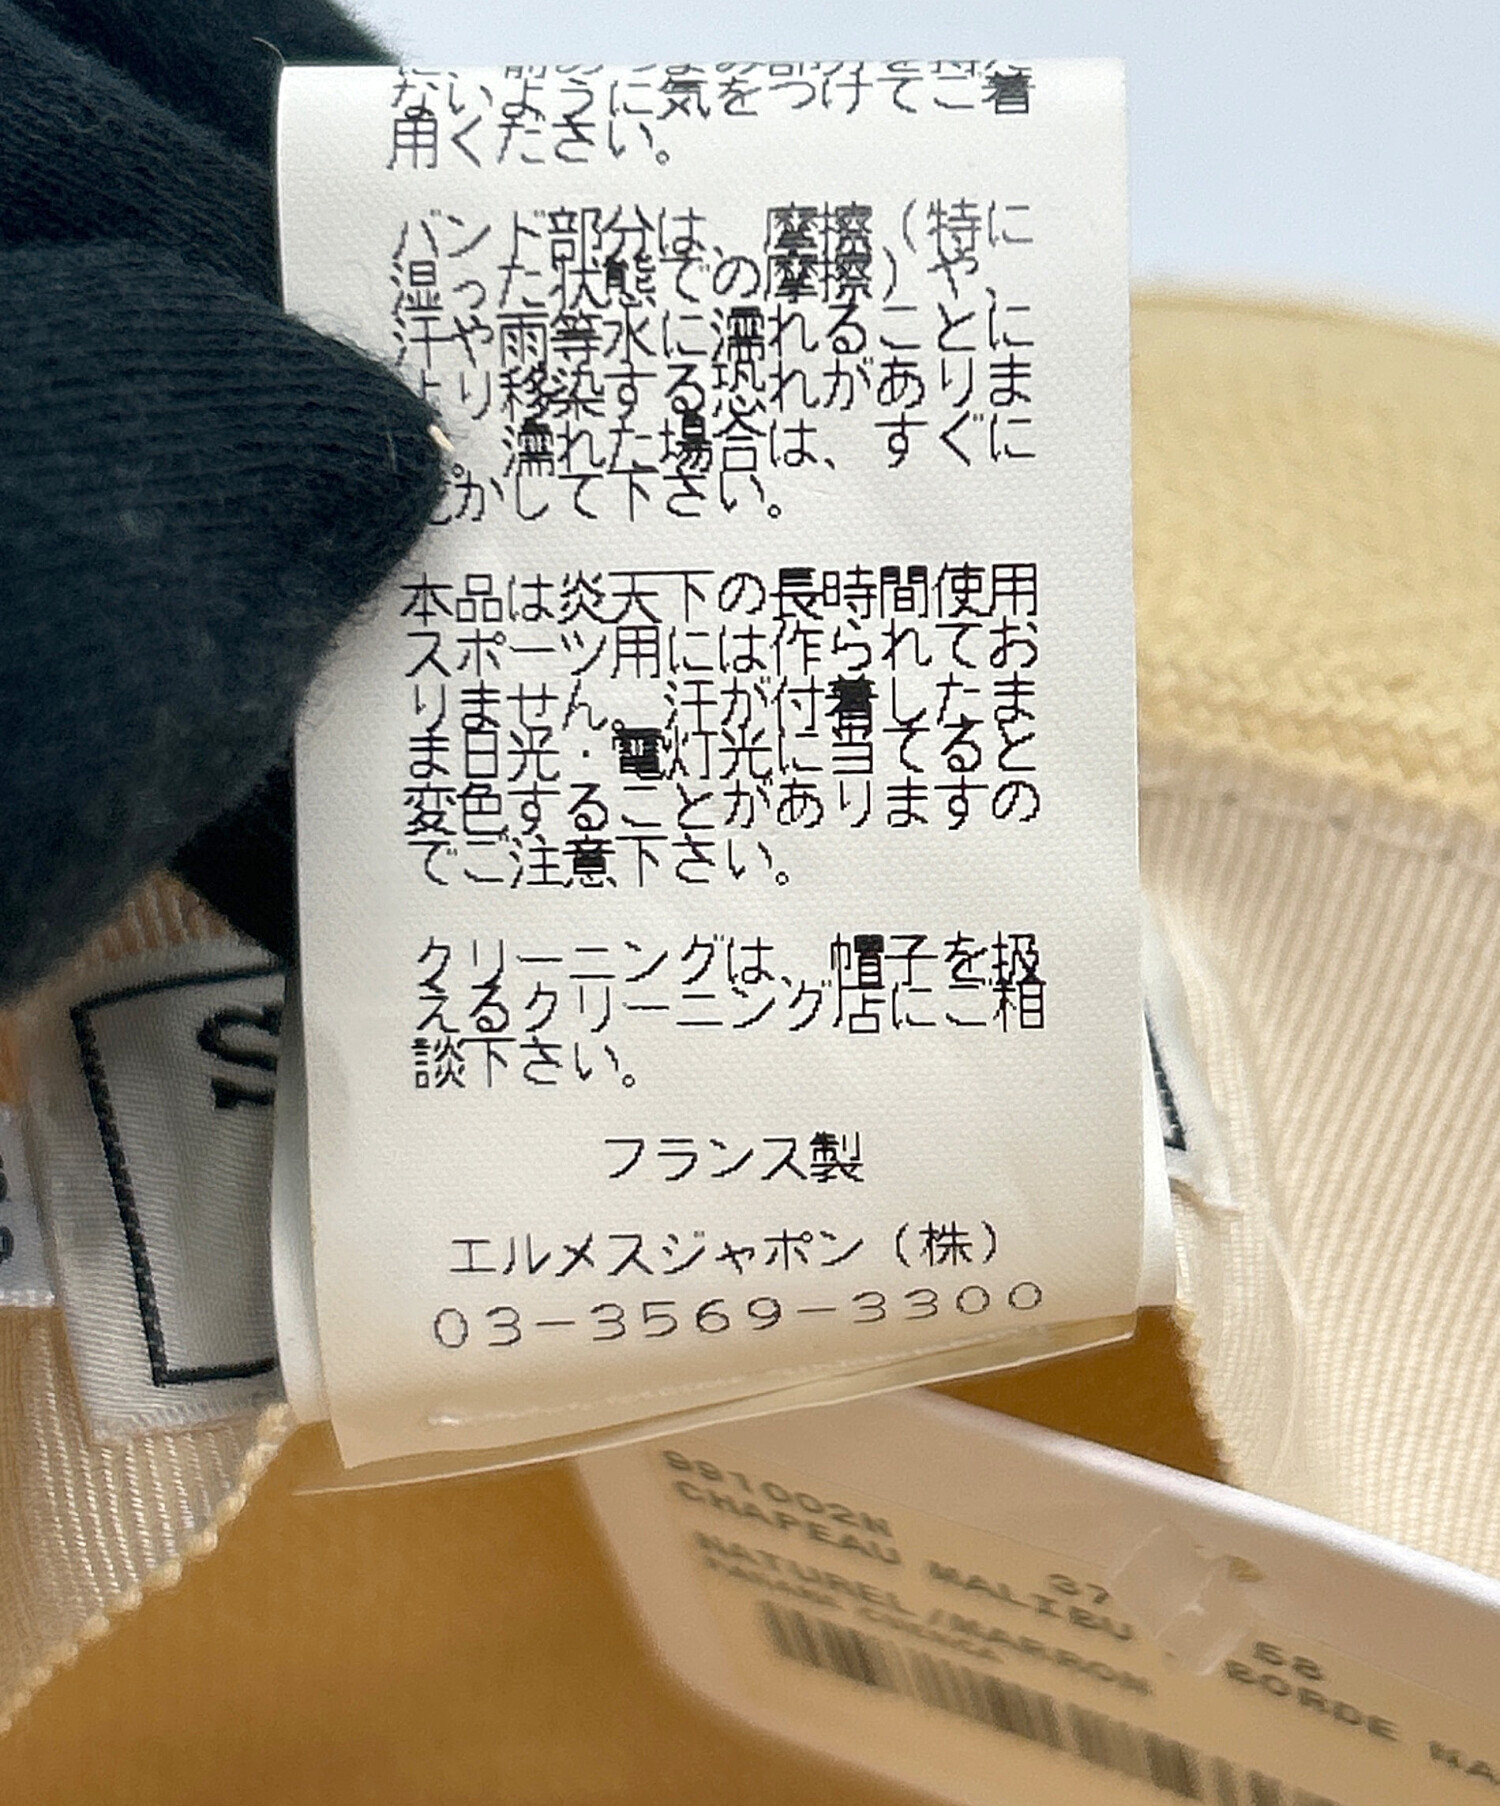 ないように気をつけてご着
用ください。
バンド部分は、摩擦（特に
湿った状態での摩擦）や、
汗や雨等水に濡れることに
より移染する恐れがありま
。濡れた場合は、すぐに
かして下さい。
本品は炎天下の長時間使用
スポーツ用には作られてお
りません。汗が付着したま
ま日光・電灯光に当てると
変色することがありますの
でご注意下さい。
クリーニングは、帽子を扱
えるクリーニング店にご相
談下さい。
フランス製
エルメスジャポン（株）
03-3569-3300
991002N 37 58
CHAPEAU MALIBU BORDE
NATUREL/MARRON
PANAMA CUENCA